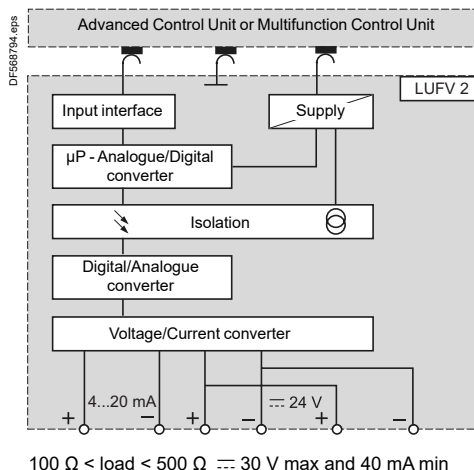 Advanced Control Unit or Multifunction Control Unit
DF568794.eps
LUFV 2
Input interface
Supply
µP - Analogue/Digital
converter
Isolation
Digital/Analogue
converter
Voltage/Current converter
4...20 mA
24 V
+ − + − + −
100 Ω < load < 500 Ω ⎓ 30 V max and 40 mA min